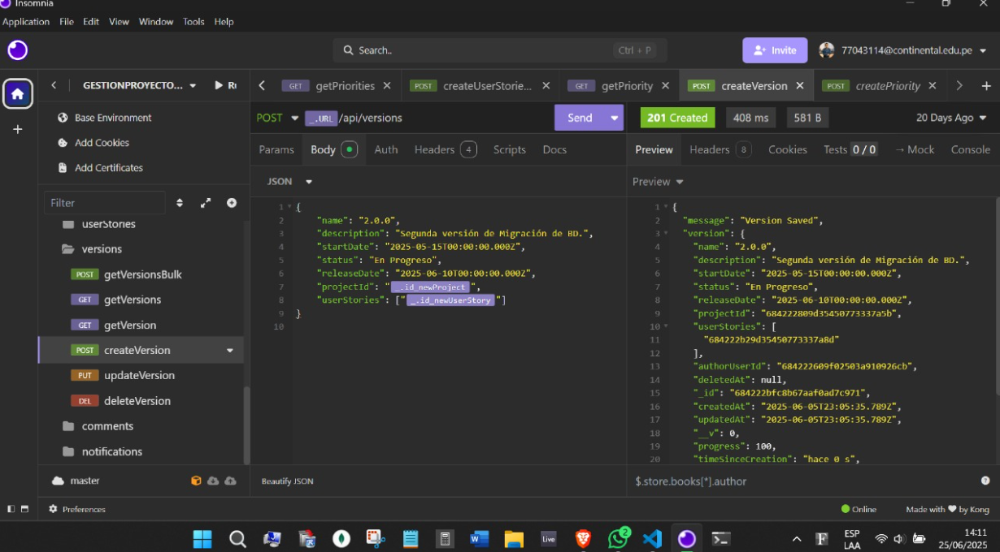 Insomnia
Application File Edit View Window Tools Help
Search.. Ctrl + P
Invite
77043114@continental.edu.pe
GESTIONPROYECTO...
GET getPriorities
POST createUserStorie...
GET getPriority
POST createVersion
POST createPriority
Base Environment
Add Cookies
Add Certificates
Filter
userStories
versions
POST getVersionsBulk
GET getVersions
GET getVersion
POST createVersion
PUT updateVersion
DEL deleteVersion
comments
notifications
master
POST _.URL /api/versions
Send
Params Body Auth Headers 4 Scripts Docs
JSON
1 {
2 "name": "2.0.0",
3 "description": "Segunda versión de Migración de BD.",
4 "startDate": "2025-05-15T00:00:00.000Z",
5 "status": "En Progreso",
6 "releaseDate": "2025-06-10T00:00:00.000Z",
7 "projectId": "_.id_newProject",
8 "userStories": ["_.id_newUserStory"]
9 }
10
Beautify JSON
201 Created 408 ms 581 B 20 Days Ago
Preview Headers 8 Cookies Tests 0 / 0 → Mock Console
Preview
1 {
2 "message": "Version Saved",
3 "version": {
4 "name": "2.0.0",
5 "description": "Segunda versión de Migración de BD.",
6 "startDate": "2025-05-15T00:00:00.000Z",
7 "status": "En Progreso",
8 "releaseDate": "2025-06-10T00:00:00.000Z",
9 "projectId": "684222809d35450773337a5b",
10 "userStories": [
11 "684222b29d35450773337a8d"
12 ],
13 "authorUserId": "684222609f02503a910926cb",
14 "deletedAt": null,
15 "_id": "684222bfc8b67aaf0ad7c971",
16 "createdAt": "2025-06-05T23:05:35.789Z",
17 "updatedAt": "2025-06-05T23:05:35.789Z",
18 "__v": 0,
19 "progress": 100,
20 "timeSinceCreation": "hace 0 s",
$.store.books[*].author
Preferences
Online
Made with by Kong
Live
2
F
ESP
LAA
14:11
25/06/2025